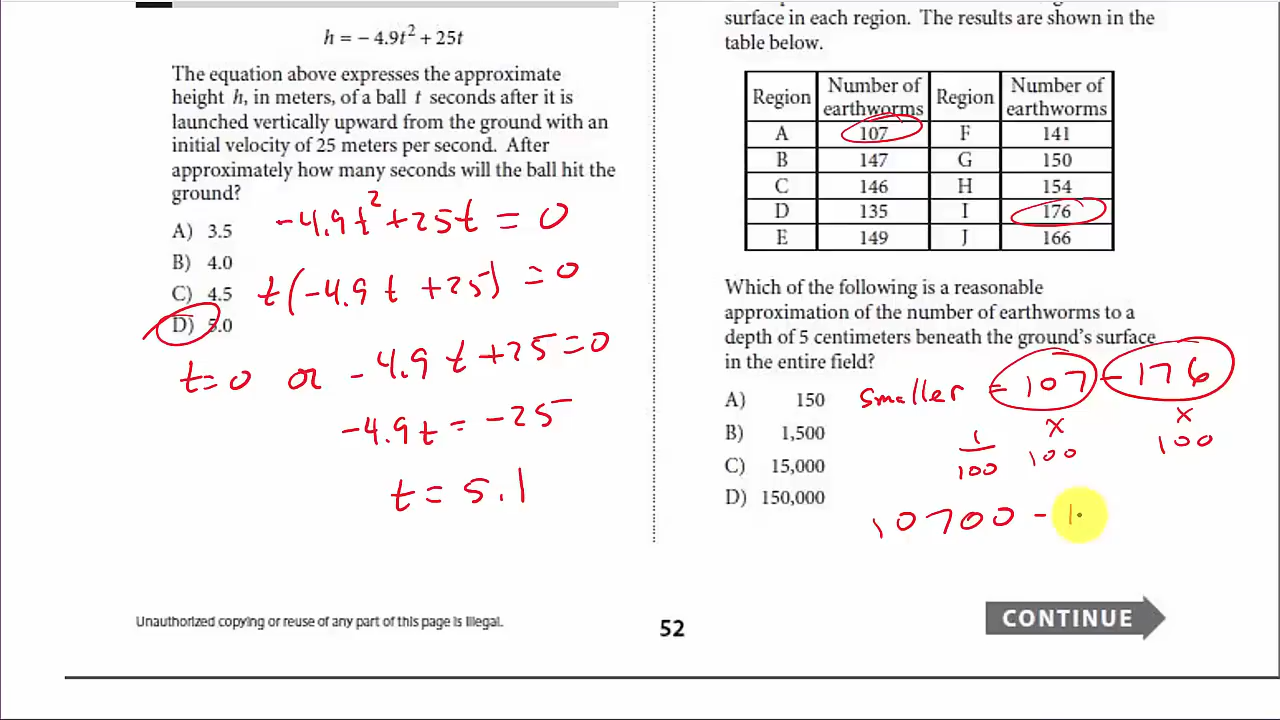 h = − 4.9t² + 25t
The equation above expresses the approximate
height h, in meters, of a ball t seconds after it is
launched vertically upward from the ground with an
initial velocity of 25 meters per second. After
approximately how many seconds will the ball hit the
ground?
A) 3.5
B) 4.0
C) 4.5
D) 5.0
-4.9t² + 25t = 0
t(-4.9t + 25) = 0
t=0 or -4.9t + 25 = 0
-4.9t = -25
t = 5.1
surface in each region. The results are shown in the
table below.
Region Number of earthworms Region Number of earthworms
A 107 F 141
B 147 G 150
C 146 H 154
D 135 I 176
E 149 J 166
Which of the following is a reasonable
approximation of the number of earthworms to a
depth of 5 centimeters beneath the ground's surface
in the entire field?
A) 150
B) 1,500
C) 15,000
D) 150,000
smaller = 107 - 176
1/100 x 100 x 100
10700 - 1
Unauthorized copying or reuse of any part of this page is illegal.
52
CONTINUE